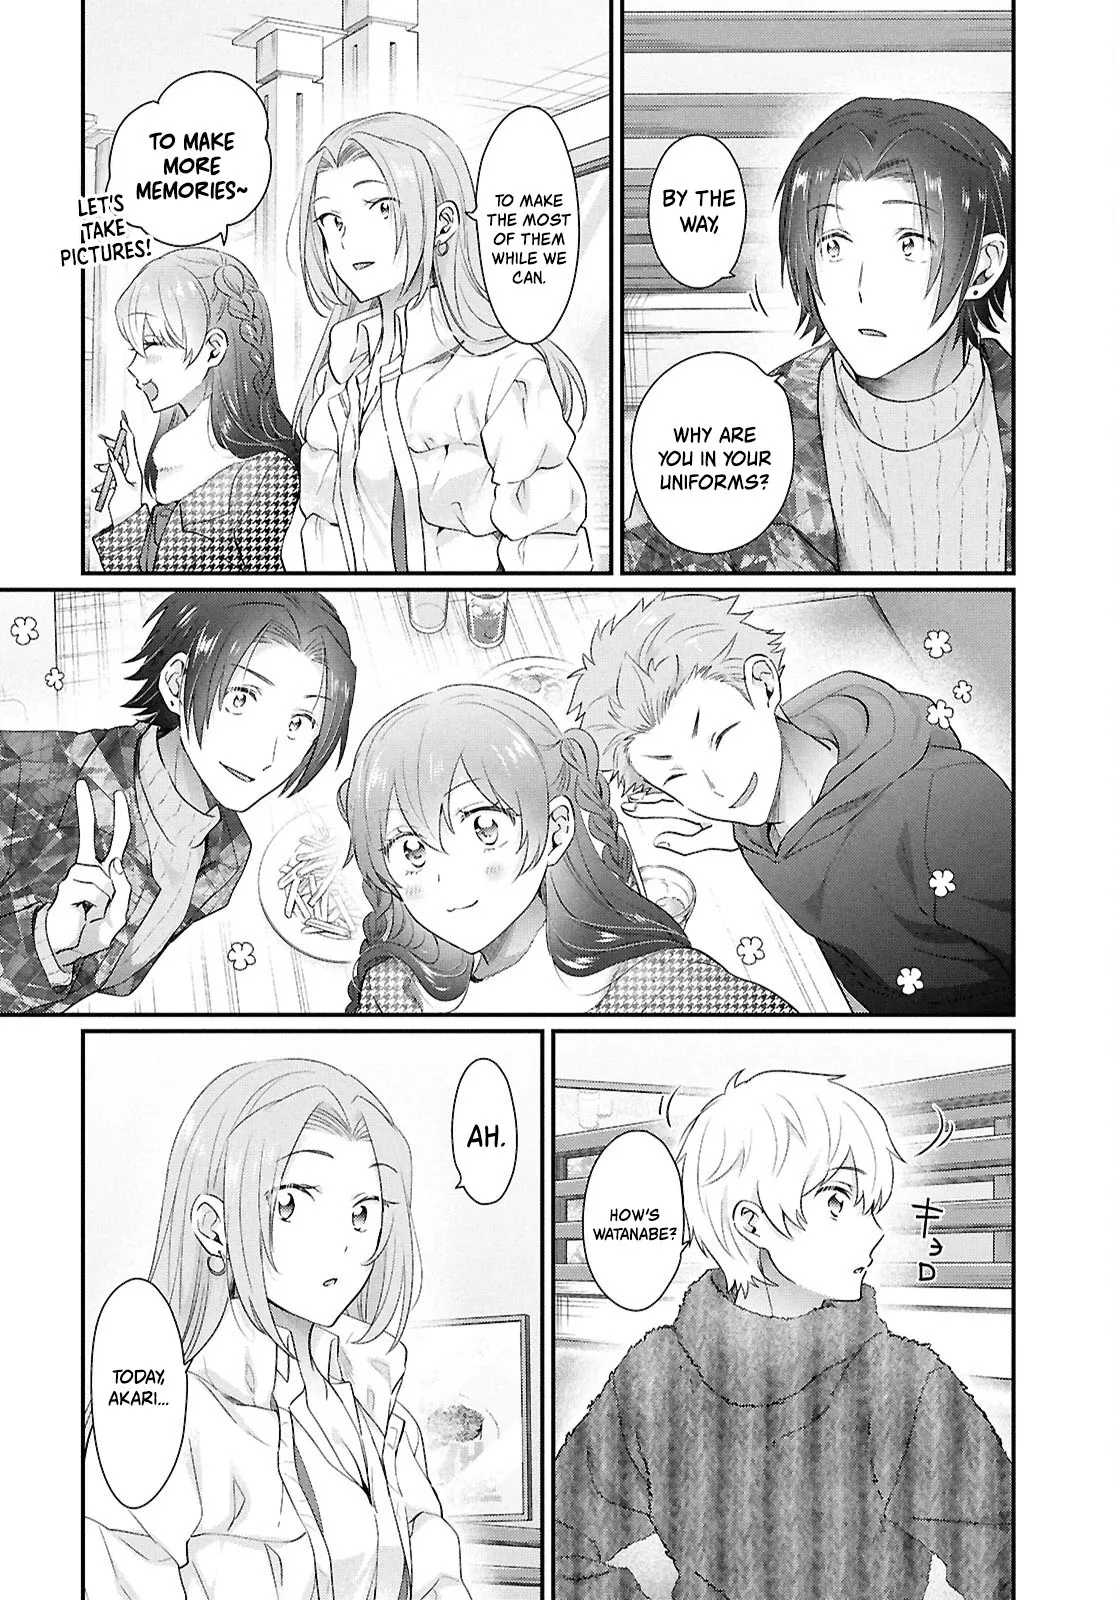 BY THE
WAY,
WHY ARE
YOU IN YOUR
UNIFORMS?
TO MAKE
THE MOST
OF THEM
WHILE WE
CAN.
TO MAKE
MORE
MEMORIES~
LET'S
TAKE
PICTURES!
HOW'S
WATANABE?
キョロ
AH.
TODAY,
AKARI...